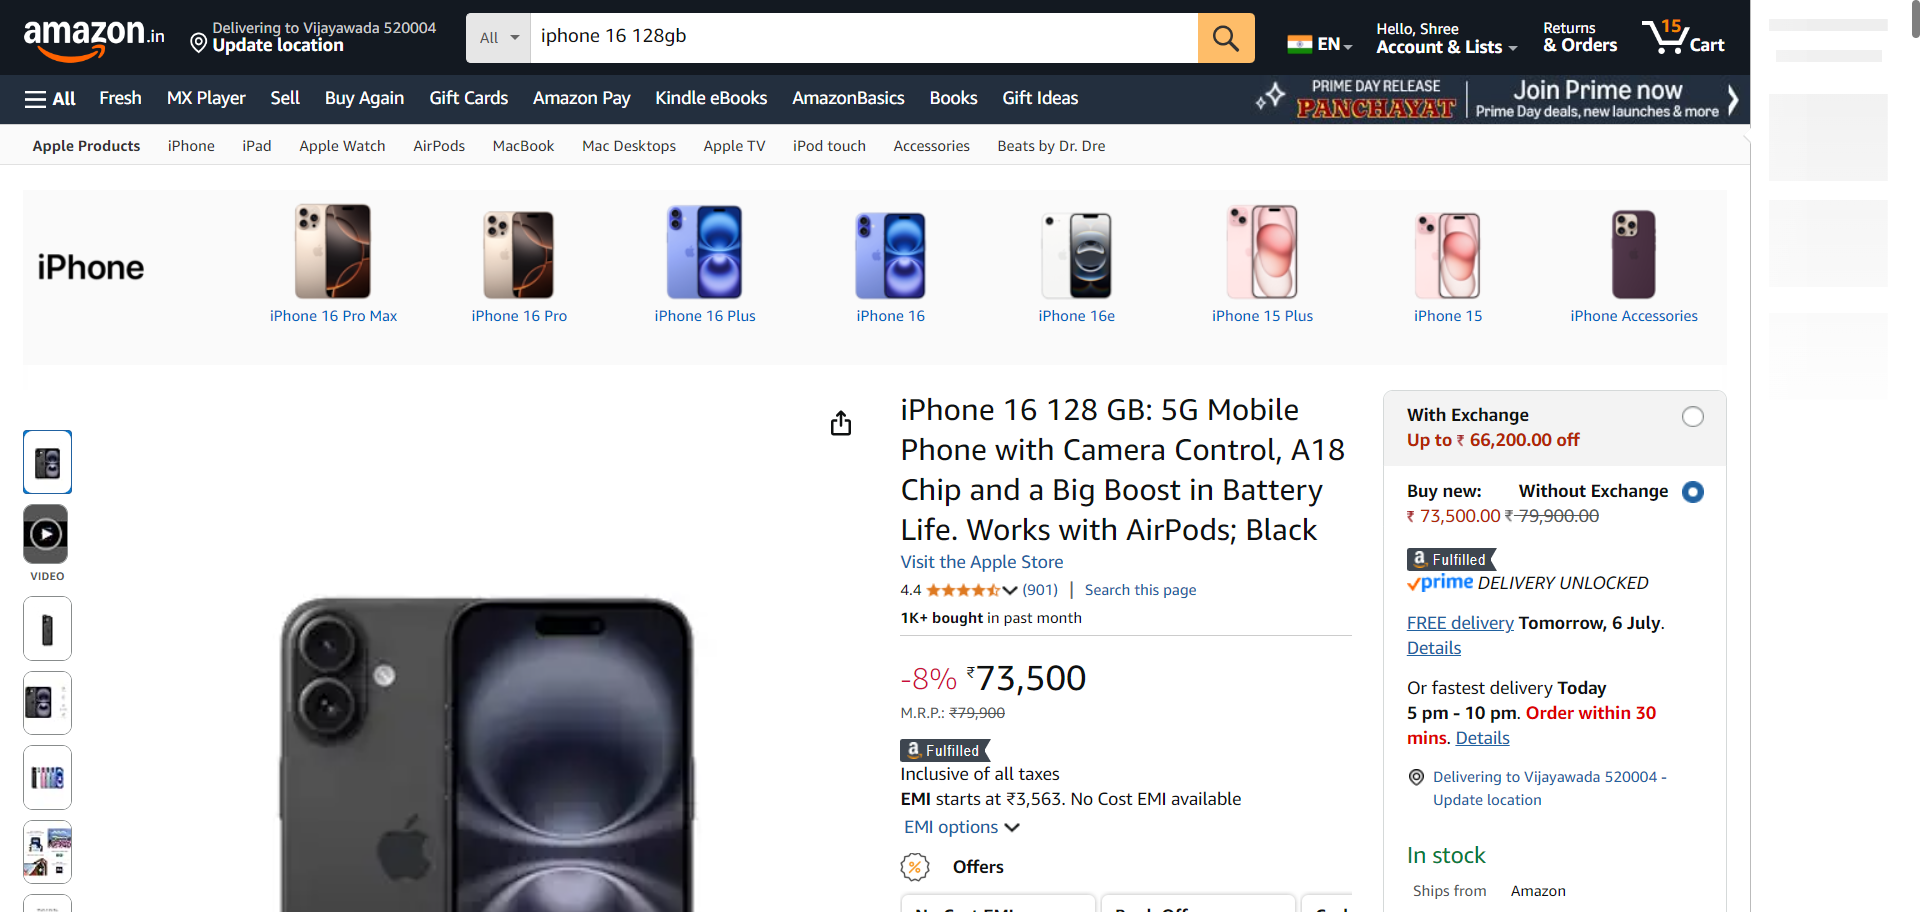 amazon.in
Delivering to Vijayawada 520004
Update location
All
iphone 16 128gb
EN
Hello, Shree
Account & Lists
Returns
& Orders
15
Cart
All
Fresh
MX Player
Sell
Buy Again
Gift Cards
Amazon Pay
Kindle eBooks
AmazonBasics
Books
Gift Ideas
PRIME DAY RELEASE
PANCHAYAT
Join Prime now
Prime Day deals, new launches & more
Apple Products
iPhone
iPad
Apple Watch
AirPods
MacBook
Mac Desktops
Apple TV
iPod touch
Accessories
Beats by Dr. Dre
iPhone
iPhone 16 Pro Max
iPhone 16 Pro
iPhone 16 Plus
iPhone 16
iPhone 16e
iPhone 15 Plus
iPhone 15
iPhone Accessories
VIDEO
iPhone 16 128 GB: 5G Mobile
Phone with Camera Control, A18
Chip and a Big Boost in Battery
Life. Works with AirPods; Black
Visit the Apple Store
4.4 (901) | Search this page
1K+ bought in past month
-8% ₹73,500
M.R.P.: ₹79,900
a Fulfilled
Inclusive of all taxes
EMI starts at ₹3,563. No Cost EMI available
EMI options
% Offers
With Exchange
Up to ₹ 66,200.00 off
Buy new: Without Exchange
₹ 73,500.00 ₹ 79,900.00
a Fulfilled
prime DELIVERY UNLOCKED
FREE delivery Tomorrow, 6 July.
Details
Or fastest delivery Today
5 pm - 10 pm. Order within 30
mins. Details
Delivering to Vijayawada 520004 -
Update location
In stock
Ships from Amazon